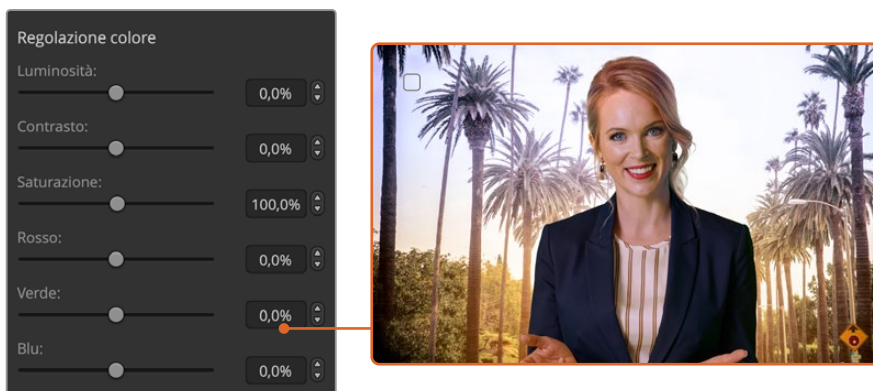 Regolazione colore
Luminosità:
0,0%
Contrasto:
0,0%
Saturazione:
100,0%
Rosso:
0,0%
Verde:
0,0%
Blu:
0,0%